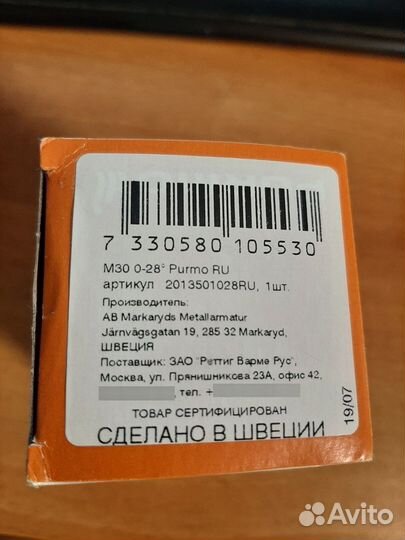 7 330580 105530
M30 0-28° Purmo RU
артикул 2013501028RU, 1шт.
Производитель:
AB Markaryds Metallarmatur
Järnvägsgatan 19, 285 32 Markaryd,
ШВЕЦИЯ
Поставщик: ЗАО "Реттиг Варме Рус",
Москва, ул. Прянишникова 23А, офис 42,
, тел. +
ТОВАР СЕРТИФИЦИРОВАН
СДЕЛАНО В ШВЕЦИИ
19/07
Avito